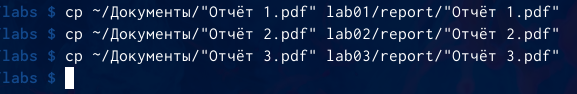 /labs $ cp ~/Документы/"Отчёт 1.pdf" lab01/report/"Отчёт 1.pdf"
/labs $ cp ~/Документы/"Отчёт 2.pdf" lab02/report/"Отчёт 2.pdf"
/labs $ cp ~/Документы/"Отчёт 3.pdf" lab03/report/"Отчёт 3.pdf"
/labs $